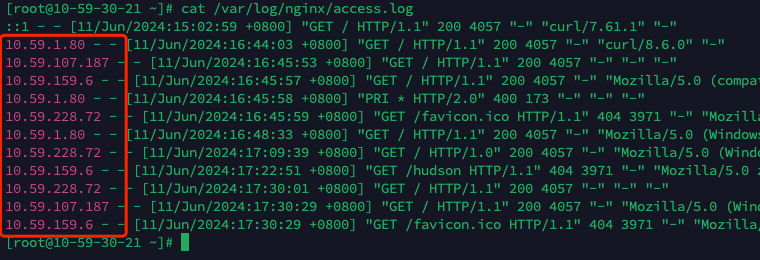 [root@10-59-30-21 ~]# cat /var/log/nginx/access.log
::1 - - [11/Jun/2024:15:02:59 +0800] "GET / HTTP/1.1" 200 4057 "-" "curl/7.61.1" "-"
10.59.1.80 - - [11/Jun/2024:16:44:03 +0800] "GET / HTTP/1.1" 200 4057 "-" "curl/8.6.0" "-"
10.59.107.187 - - [11/Jun/2024:16:45:53 +0800] "GET / HTTP/1.1" 200 4057 "-" "-" "-"
10.59.159.6 - - [11/Jun/2024:16:45:57 +0800] "GET / HTTP/1.1" 200 4057 "-" "Mozilla/5.0 (compat
10.59.1.80 - - [11/Jun/2024:16:45:58 +0800] "PRI * HTTP/2.0" 400 173 "-" "-" "-"
10.59.228.72 - - [11/Jun/2024:16:45:59 +0800] "GET /favicon.ico HTTP/1.1" 404 3971 "-" "Mozilla
10.59.1.80 - - [11/Jun/2024:16:48:33 +0800] "GET / HTTP/1.1" 200 4057 "-" "Mozilla/5.0 (Windows
10.59.228.72 - - [11/Jun/2024:17:09:39 +0800] "GET / HTTP/1.0" 200 4057 "-" "Mozilla/5.0 (Wind
10.59.159.6 - - [11/Jun/2024:17:22:51 +0800] "GET /hudson HTTP/1.1" 404 3971 "-" "Mozilla/5.0 z
10.59.228.72 - - [11/Jun/2024:17:30:01 +0800] "GET / HTTP/1.1" 200 4057 "-" "-" "-"
10.59.107.187 - - [11/Jun/2024:17:30:29 +0800] "GET / HTTP/1.1" 200 4057 "-" "Mozilla/5.0 (Win
10.59.159.6 - - [11/Jun/2024:17:30:29 +0800] "GET /favicon.ico HTTP/1.1" 404 3971 "-" "Mozilla/
[root@10-59-30-21 ~]#